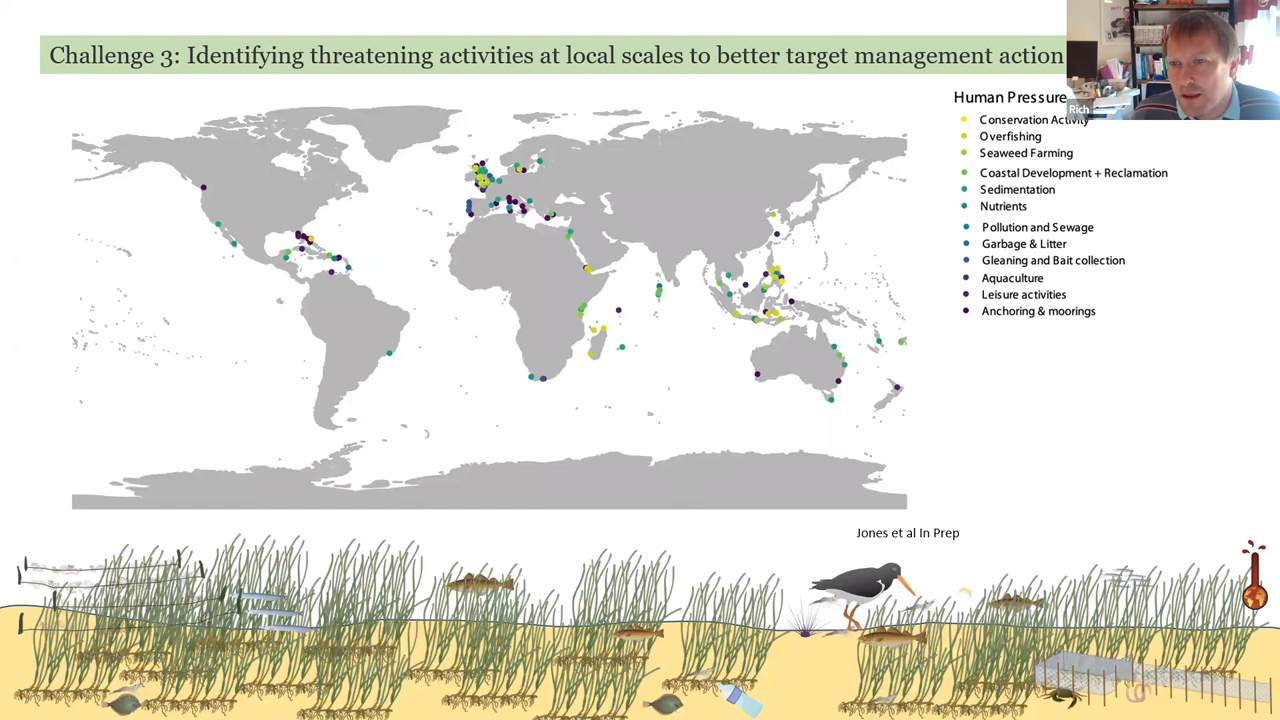 Challenge 3: Identifying threatening activities at local scales to better target management action
Rich
Human Pressure
Conservation Activity
Overfishing
Seaweed Farming
Coastal Development + Reclamation
Sedimentation
Nutrients
Pollution and Sewage
Garbage & Litter
Gleaning and Bait collection
Aquaculture
Leisure activities
Anchoring & moorings
Jones et al In Prep